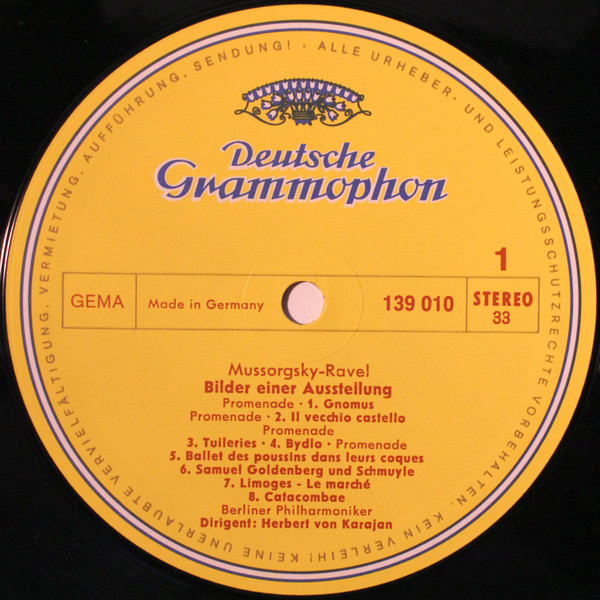 KEINE UNERLAUBTE VERVIELFÄLTIGUNG, VERMIETUNG, AUFFÜHRUNG, SENDUNG! · ALLE URHEBER- UND LEISTUNGSSCHUTZRECHTE VORBEHALTEN. KEIN VERLEIH!
Deutsche
Grammophon
1
GEMA Made in Germany 139 010 STEREO
33
Mussorgsky-Ravel
Bilder einer Ausstellung
Promenade · 1. Gnomus
Promenade · 2. Il vecchio castello
Promenade
3. Tuileries · 4. Bydlo · Promenade
5. Ballet des poussins dans leurs coques
6. Samuel Goldenberg und Schmuyle
7. Limoges - Le marché
8. Catacombae
Berliner Philharmoniker
Dirigent: Herbert von Karajan